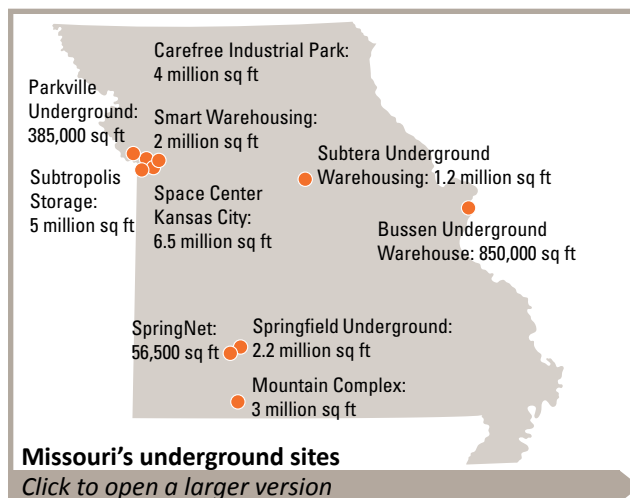 Carefree Industrial Park:
4 million sq ft
Parkville
Underground:
385,000 sq ft
Smart Warehousing:
2 million sq ft
Subtropolis
Storage:
5 million sq ft
Space Center
Kansas City:
6.5 million sq ft
Subtera Underground
Warehousing: 1.2 million sq ft
Bussen Underground
Warehouse: 850,000 sq ft
SpringNet:
56,500 sq ft
Springfield Underground:
2.2 million sq ft
Mountain Complex:
3 million sq ft
Missouri's underground sites
Click to open a larger version